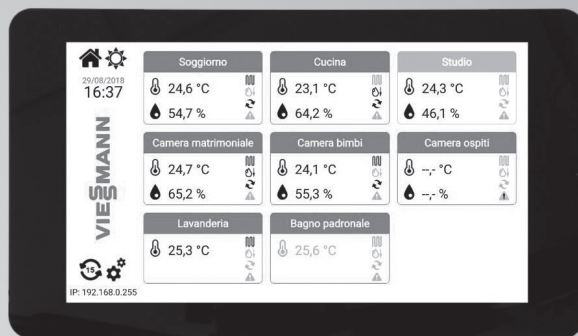 29/08/2018
16:37
VIESSMANN
15
IP: 192.168.0.255
Soggiorno
24,6 °C
54,7 %
Cucina
23,1 °C
64,2 %
Studio
24,3 °C
46,1 %
Camera matrimoniale
24,7 °C
65,2 %
Camera bimbi
24,1 °C
55,3 %
Camera ospiti
--,- °C
--,- %
Lavanderia
25,3 °C
Bagno padronale
25,6 °C